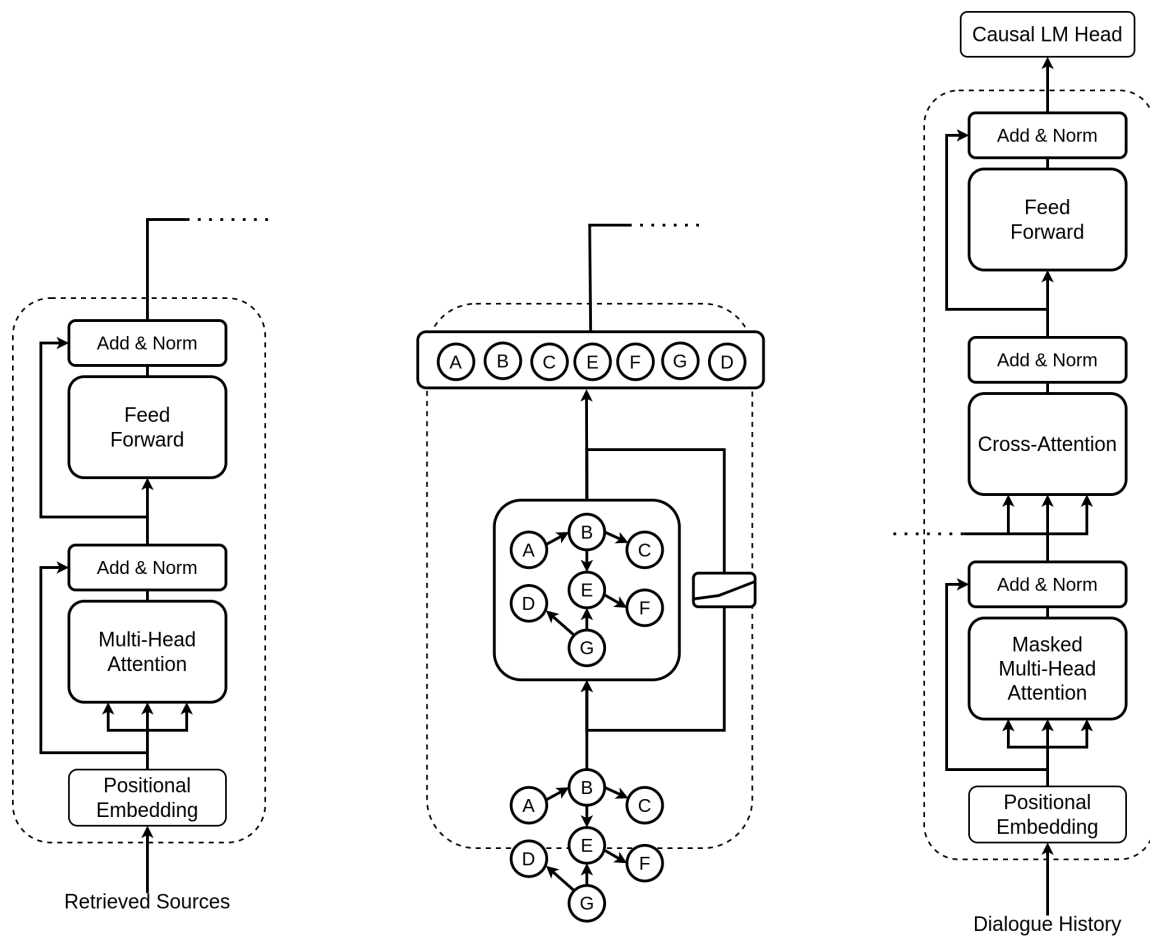 Add & Norm
Feed
Forward
Add & Norm
Multi-Head
Attention
Positional
Embedding
Retrieved Sources
A B C E F G D
B
A
C
E
D
F
G
B
A
C
E
D
F
G
Causal LM Head
Add & Norm
Feed
Forward
Add & Norm
Cross-Attention
Add & Norm
Masked
Multi-Head
Attention
Positional
Embedding
Dialogue History